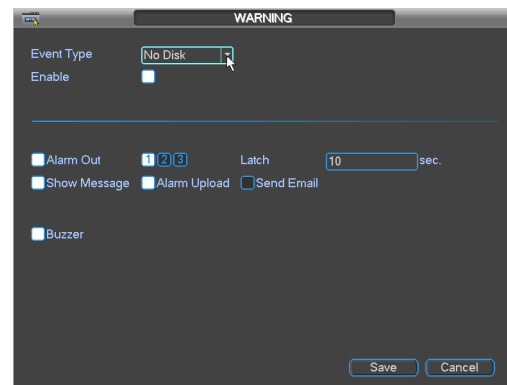 WARNING
Event Type No Disk
Enable
Alarm Out 1 2 3 Latch 10 sec.
Show Message Alarm Upload Send Email
Buzzer
Save Cancel